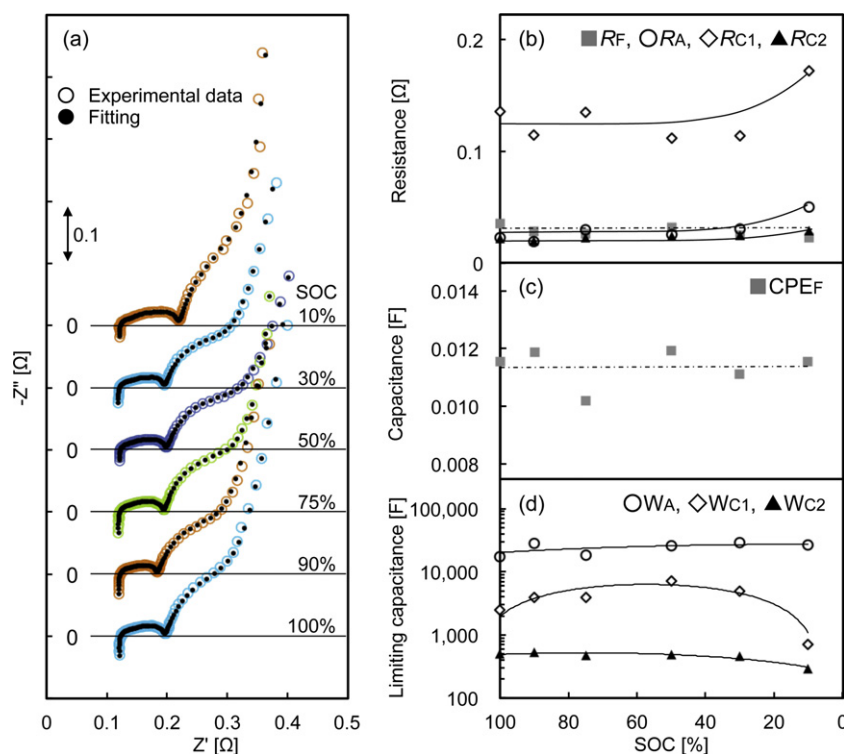 (a)
Experimental data
Fitting
0.1
SOC
0 10%
0 30%
0 50%
0 75%
0 90%
0 100%
-Z" [Ω]
0 0.1 0.2 0.3 0.4 0.5
Z' [Ω]
(b) RF, RA, RC1, RC2
0.2
0.1
0
Resistance [Ω]
(c) CPEF
0.014
0.012
0.010
0.008
Capacitance [F]
(d) WA, WC1, WC2
100,000
10,000
1,000
100
Limiting capacitance [F]
100 80 60 40 20 0
SOC [%]